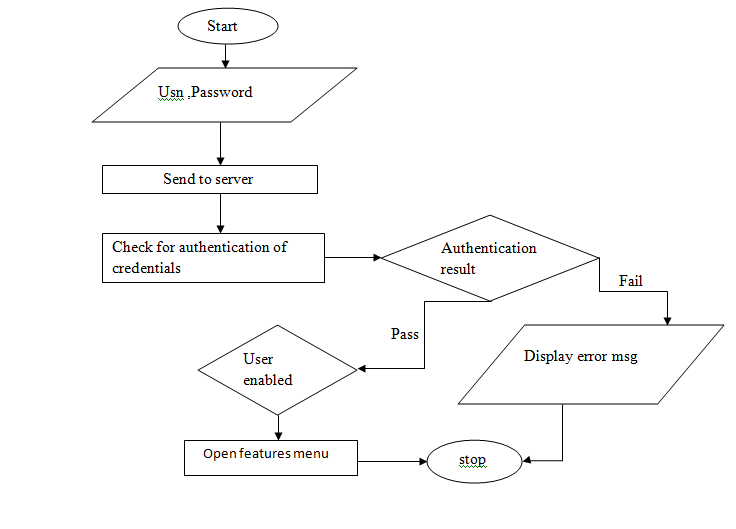 Start
Usn ,Password
Send to server
Check for authentication of
credentials
Authentication
result
Fail
Pass
Display error msg
User
enabled
Open features menu
stop